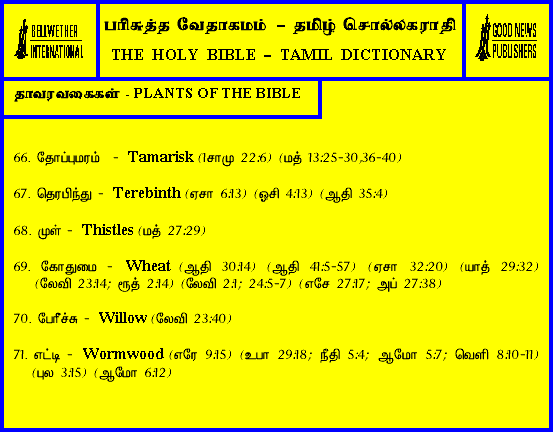 BELLWETHER
INTERNATIONAL
பரிசுத்த வேதாகமம் – தமிழ் சொல்லகராதி
THE HOLY BIBLE – TAMIL DICTIONARY
GOOD NEWS
PUBLISHERS
தாவரவகைகள் - PLANTS OF THE BIBLE
66. தோப்புமரம் - Tamarisk (1சாமு 22:6) (மத் 13:25-30,36-40)
67. தெரபிந்து - Terebinth (ஏசா 6:13) (ஓசி 4:13) (ஆதி 35:4)
68. முள் - Thistles (மத் 27:29)
69. கோதுமை - Wheat (ஆதி 30:14) (ஆதி 41:5-57) (ஏசா 32:20) (யாத் 29:32)
(லேவி 23:14; ரூத் 2:14) (லேவி 2:1; 24:5-7) (எசே 27:17; அப் 27:38)
70. பேரீச்சு - Willow (லேவி 23:40)
71. எட்டி - Wormwood (எரே 9:15) (உபா 29:18; நீதி 5:4; ஆமோ 5:7; வெளி 8:10-11)
(புல 3:15) (ஆமோ 6:12)